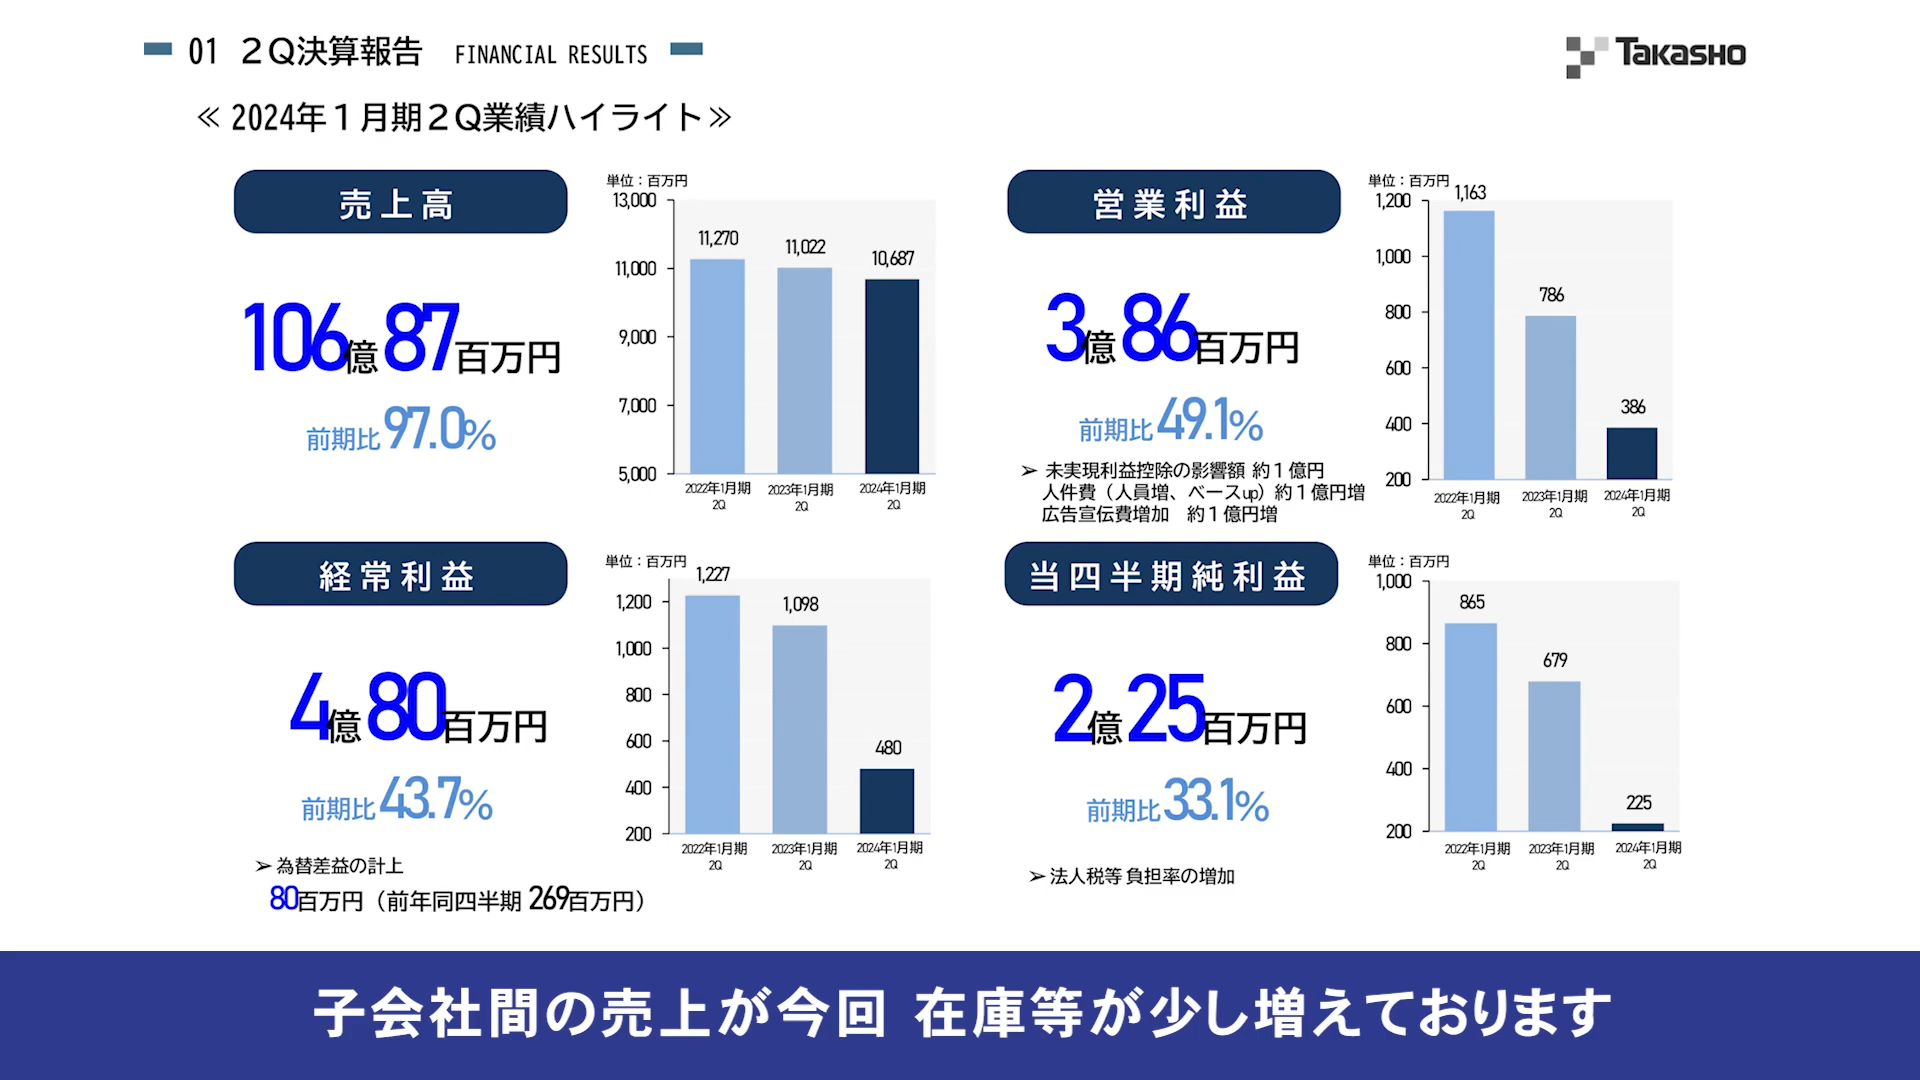 01 ２Q決算報告 FINANCIAL RESULTS
Takasho
≪ 2024年１月期２Q業績ハイライト≫
売上高
106億87百万円
前期比97.0%
単位：百万円
13,000
11,000
9,000
7,000
5,000
11,270
11,022
10,687
2022年1月期 2Q
2023年1月期 2Q
2024年1月期 2Q
営業利益
3億86百万円
前期比49.1%
➢ 未実現利益控除の影響額 約１億円
人件費（人員増、ベースup）約１億円増
広告宣伝費増加　約１億円増
単位：百万円
1,200
1,000
800
600
400
200
1,163
786
386
2022年1月期 2Q
2023年1月期 2Q
2024年1月期 2Q
経常利益
4億80百万円
前期比43.7%
➢ 為替差益の計上
80百万円（前年同四半期 269百万円）
単位：百万円
1,200
1,000
800
600
400
200
1,227
1,098
480
2022年1月期 2Q
2023年1月期 2Q
2024年1月期 2Q
当四半期純利益
2億25百万円
前期比33.1%
➢ 法人税等 負担率の増加
単位：百万円
1,000
800
600
400
200
865
679
225
2022年1月期 2Q
2023年1月期 2Q
2024年1月期 2Q
子会社間の売上が今回 在庫等が少し増えております